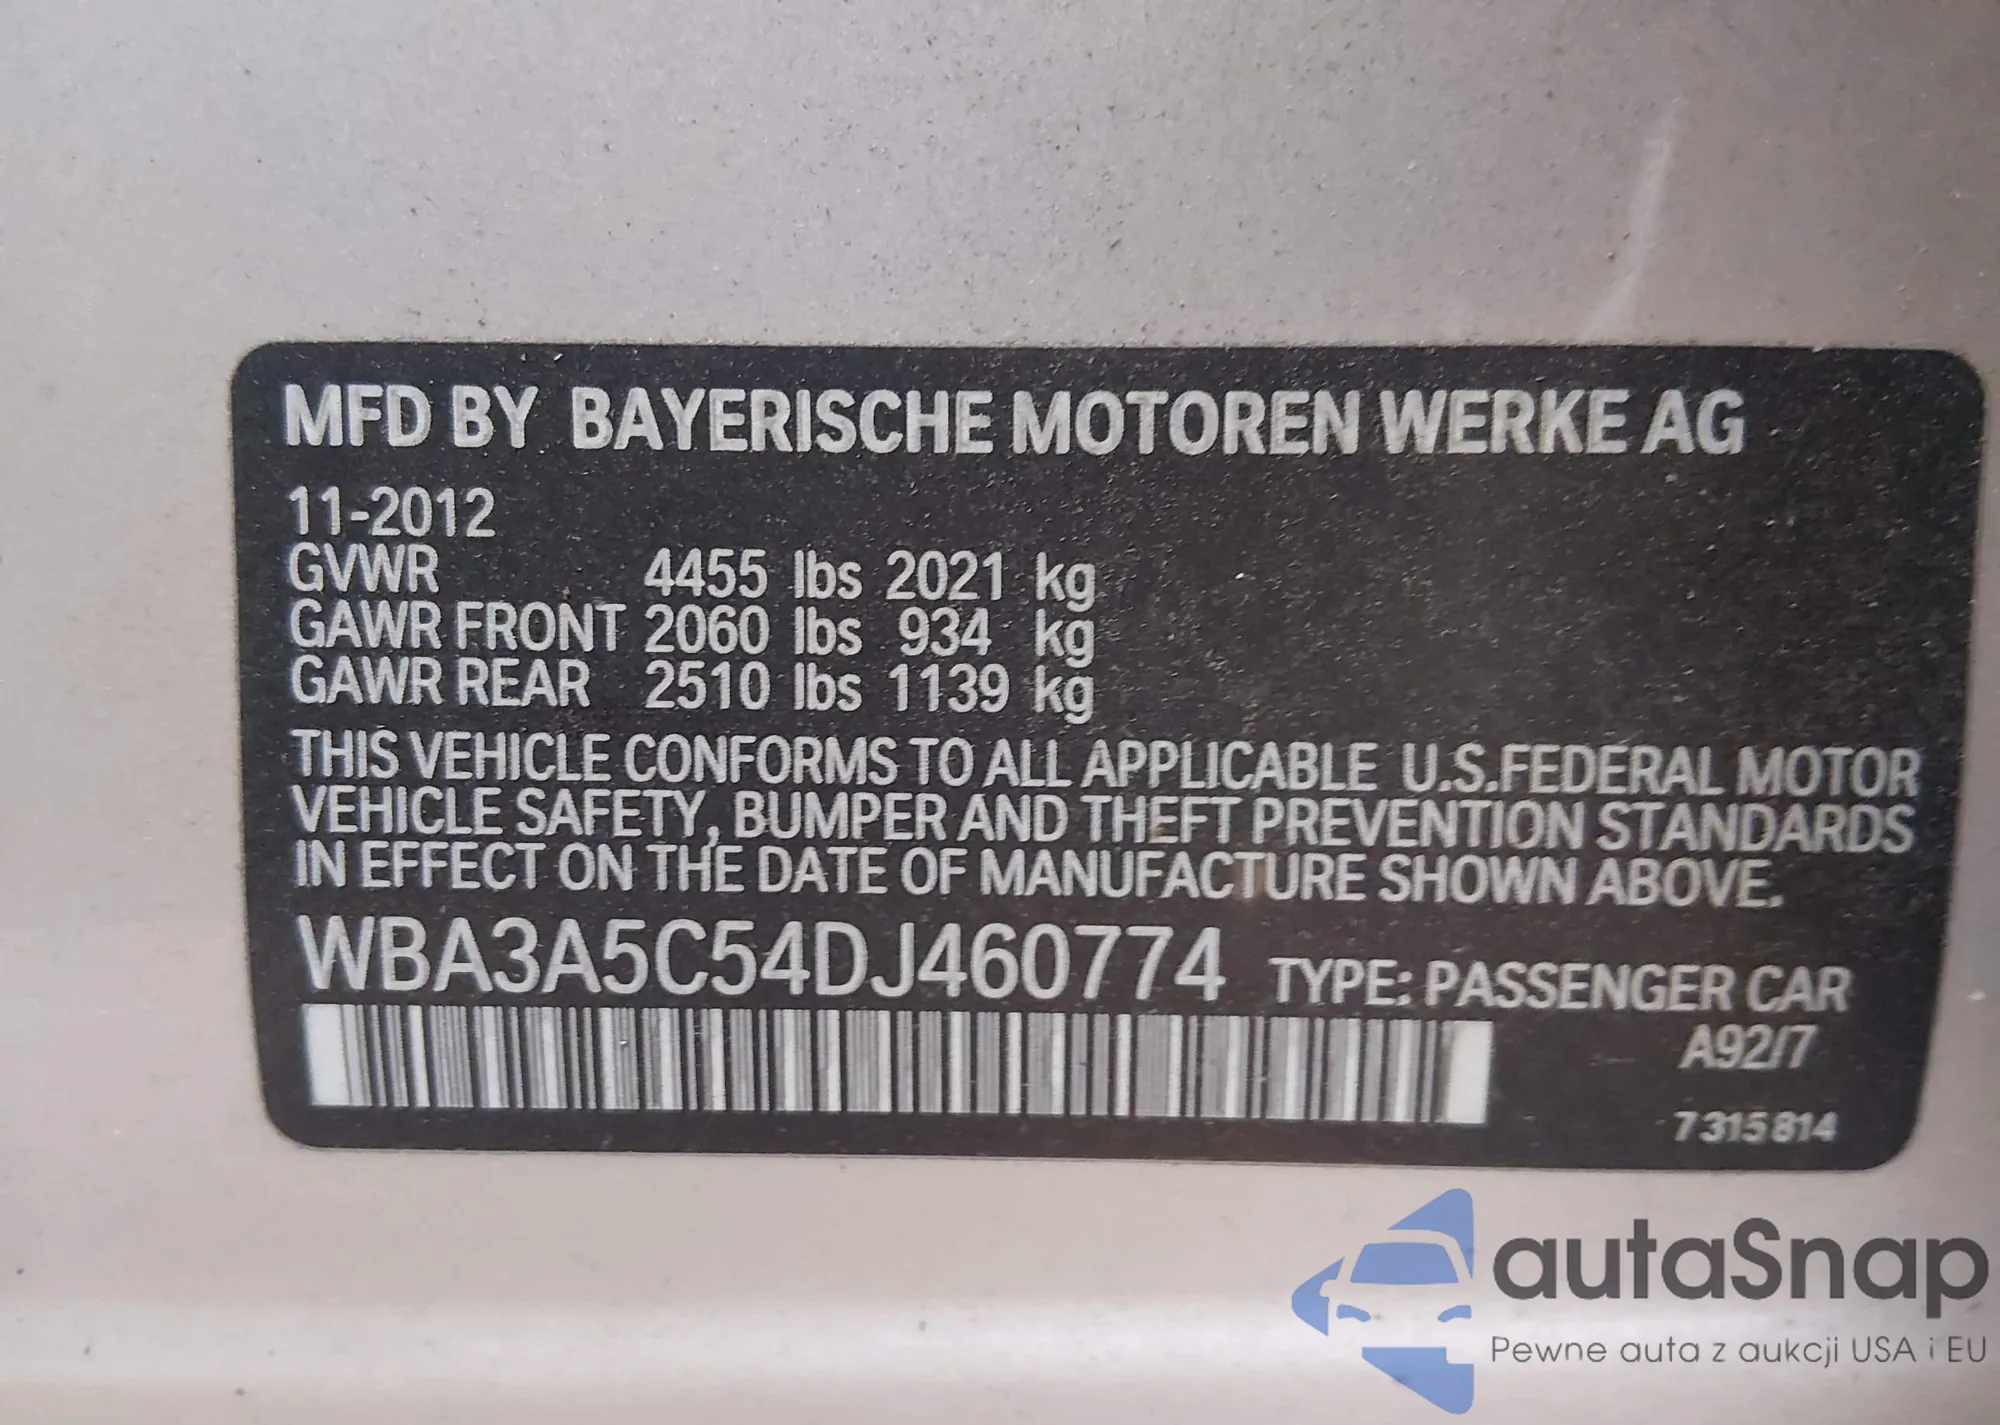 MFD BY BAYERISCHE MOTOREN WERKE AG
11-2012
GVWR 4455 lbs 2021 kg
GAWR FRONT 2060 lbs 934 kg
GAWR REAR 2510 lbs 1139 kg
THIS VEHICLE CONFORMS TO ALL APPLICABLE U.S.FEDERAL MOTOR
VEHICLE SAFETY, BUMPER AND THEFT PREVENTION STANDARDS
IN EFFECT ON THE DATE OF MANUFACTURE SHOWN ABOVE.
WBA3A5C54DJ460774 TYPE: PASSENGER CAR
A92/7
7 315 814
autaSnap
Pewne auta z aukcji USA i EU